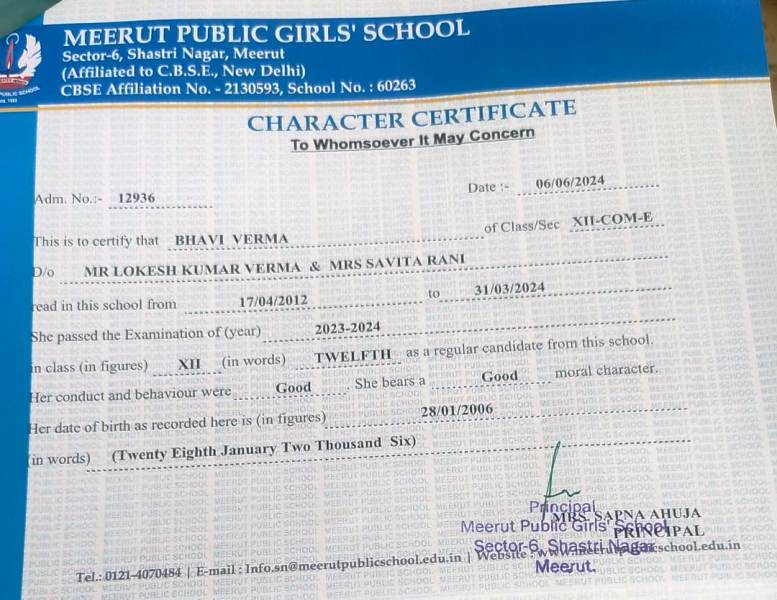 MEERUT PUBLIC GIRLS' SCHOOL
Sector-6, Shastri Nagar, Meerut
(Affiliated to C.B.S.E., New Delhi)
CBSE Affiliation No. - 2130593, School No. : 60263
CHARACTER CERTIFICATE
To Whomsoever It May Concern
Adm. No.:- 12936 Date :- 06/06/2024
This is to certify that BHAVI VERMA of Class/Sec XII-COM-E
D/o MR LOKESH KUMAR VERMA & MRS SAVITA RANI
read in this school from 17/04/2012 to 31/03/2024
She passed the Examination of (year) 2023-2024
in class (in figures) XII (in words) TWELFTH as a regular candidate from this school.
Her conduct and behaviour were Good. She bears a Good moral character.
Her date of birth as recorded here is (in figures) 28/01/2006
(in words) (Twenty Eighth January Two Thousand Six)
Principal
MRS. SAPNA AHUJA
Meerut Public Girls' School
PRINCIPAL
Sector-6, Shastri Nagar
Meerut.
Tel.: 0121-4070484 | E-mail : Info.sn@meerutpublicschool.edu.in | Website :